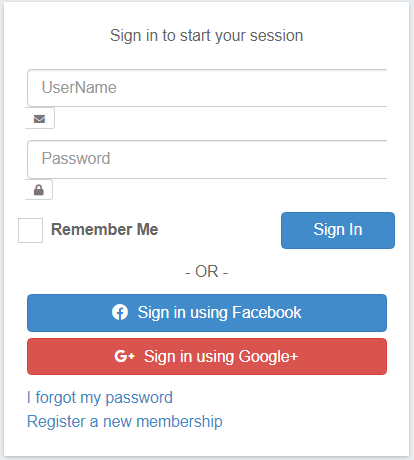 Sign in to start your session
UserName
Password
Remember Me
Sign In
- OR -
Sign in using Facebook
G+ Sign in using Google+
I forgot my password
Register a new membership